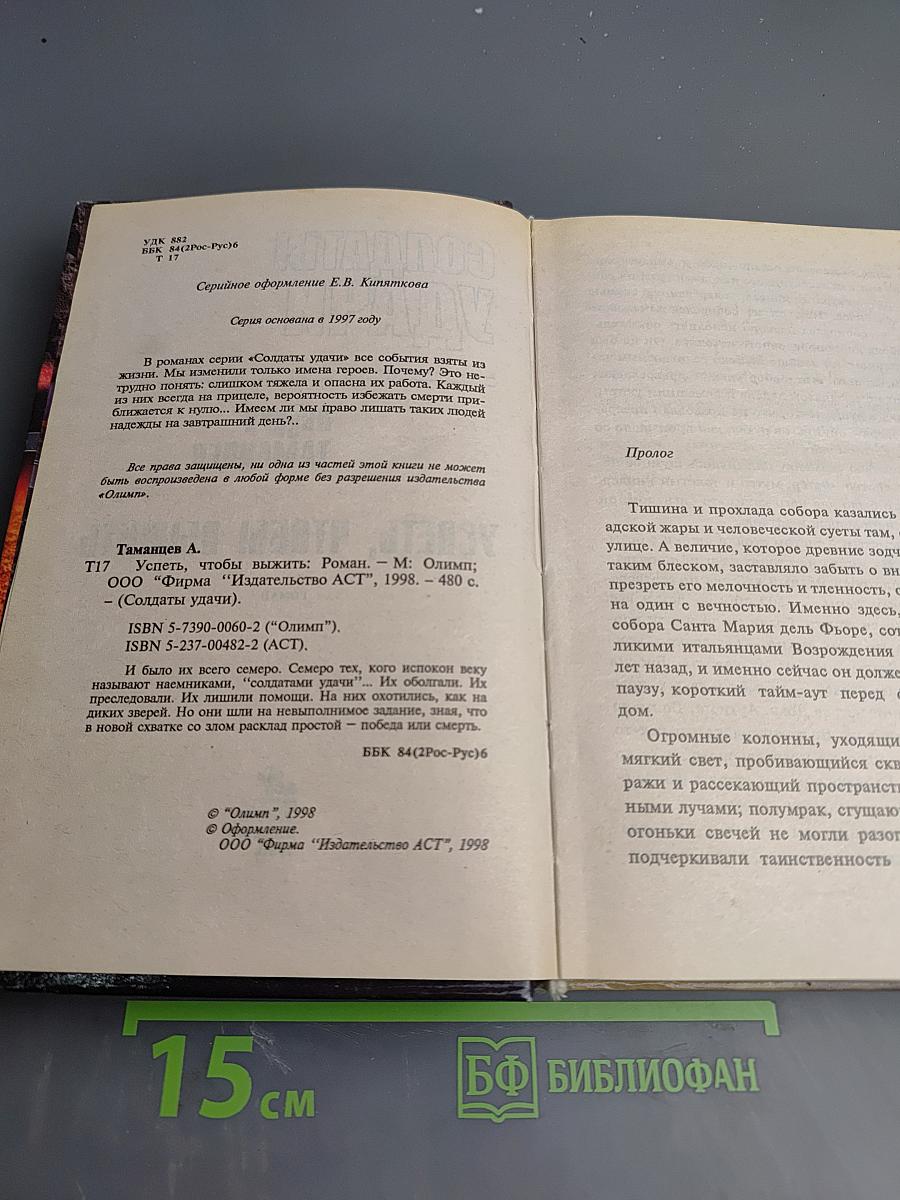 УДК 882
ББК 84(2Рос-Рус)6
Т 17
Серийное оформление Е.В. Кипяткова
Серия основана в 1997 году
В романах серии «Солдаты удачи» все события взяты из
жизни. Мы изменили только имена героев. Почему? Это не-
трудно понять: слишком тяжела и опасна их работа. Каждый
из них всегда на прицеле, вероятность избежать смерти при-
ближается к нулю... Имеем ли мы право лишать таких людей
надежды на завтрашний день?..
Все права защищены, ни одна из частей этой книги не может
быть воспроизведена в любой форме без разрешения издательства
«Олимп».
Таманцев А.
Т17 Успеть, чтобы выжить: Роман. – М: Олимп;
ООО “Фирма ‘‘Издательство АСТ”, 1998. – 480 с.
– (Солдаты удачи).
ISBN 5-7390-0060-2 (“Олимп”).
ISBN 5-237-00482-2 (АСТ).
И было их всего семеро. Семеро тех, кого испокон веку
называют наемниками, “солдатами удачи”... Их оболгали. Их
преследовали. Их лишили помощи. На них охотились, как на
диких зверей. Но они шли на невыполнимое задание, зная, что
в новой схватке со злом расклад простой – победа или смерть.
ББК 84(2Рос-Рус)6
© “Олимп”, 1998
© Оформление.
ООО “Фирма ‘‘Издательство АСТ”, 1998
Пролог
Тишина и прохлада собора казались
адской жары и человеческой суеты там,
улице. А величие, которое древние зодч
таким блеском, заставляло забыть о вн
презреть его мелочность и тленность, с
на один с вечностью. Именно здесь,
собора Санта Мария дель Фьоре, сот
ликими итальянцами Возрождения
лет назад, и именно сейчас он долже
паузу, короткий тайм-аут перед
дом.
Огромные колонны, уходящи
мягкий свет, пробивающийся скв
ражи и рассекающий пространств
ными лучами; полумрак, сгущаю
огоньки свечей не могли разог
подчеркивали таинственность
15 см
БФ БИБЛИОФАН